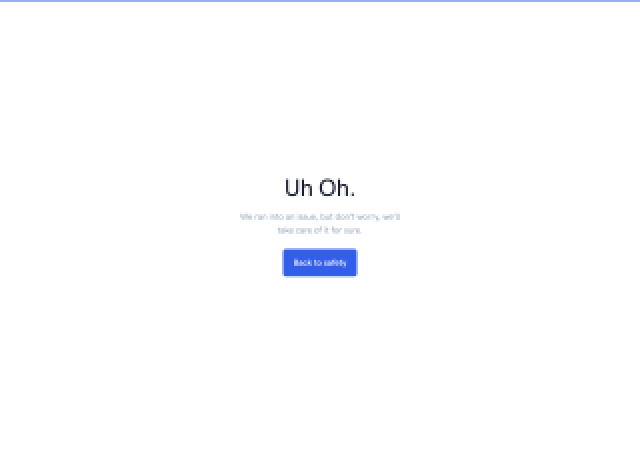 Uh Oh.
We ran into an issue, but don't worry, we'll
take care of it for sure.
Back to safety